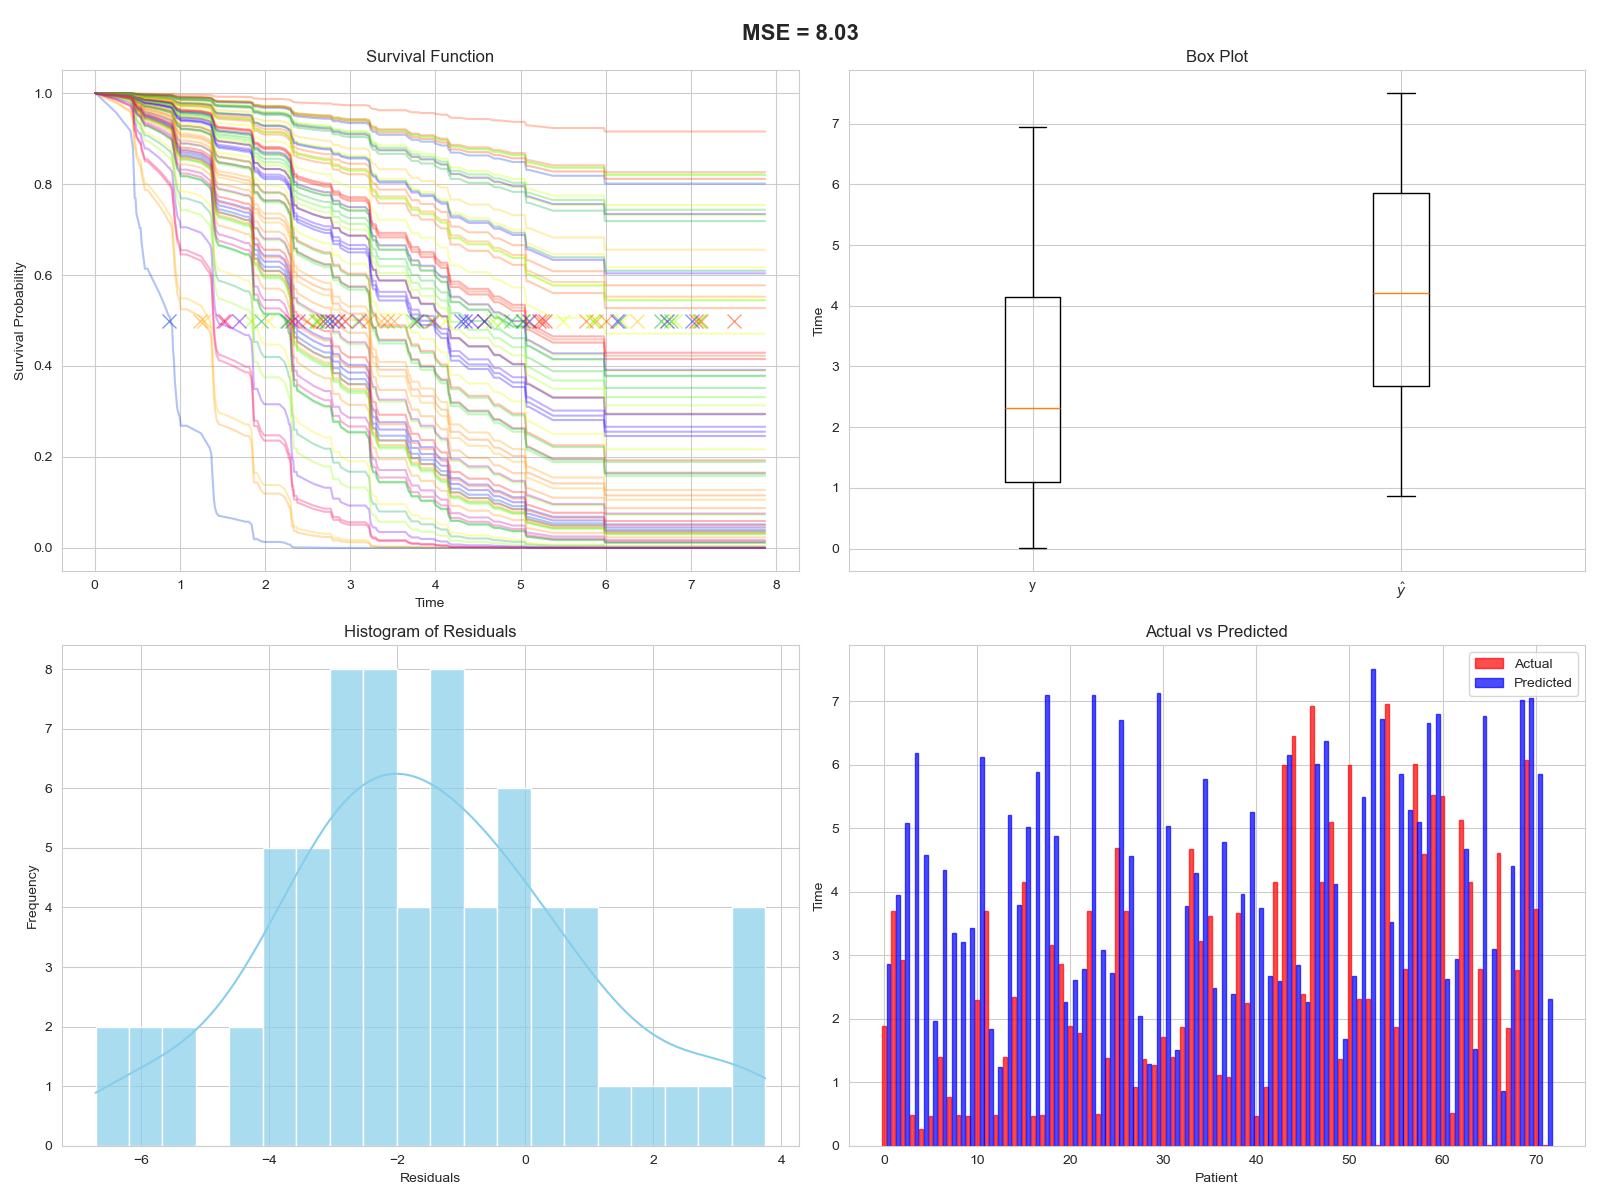 MSE = 8.03
Survival Function
Survival Probability
1.0
0.8
0.6
0.4
0.2
0.0
0 1 2 3 4 5 6 7 8
Time
Box Plot
Time
7
6
5
4
3
2
1
0
y ŷ
Histogram of Residuals
Frequency
8
7
6
5
4
3
2
1
0
−6 −4 −2 0 2 4
Residuals
Actual vs Predicted
Actual
Predicted
Time
7
6
5
4
3
2
1
0
0 10 20 30 40 50 60 70
Patient